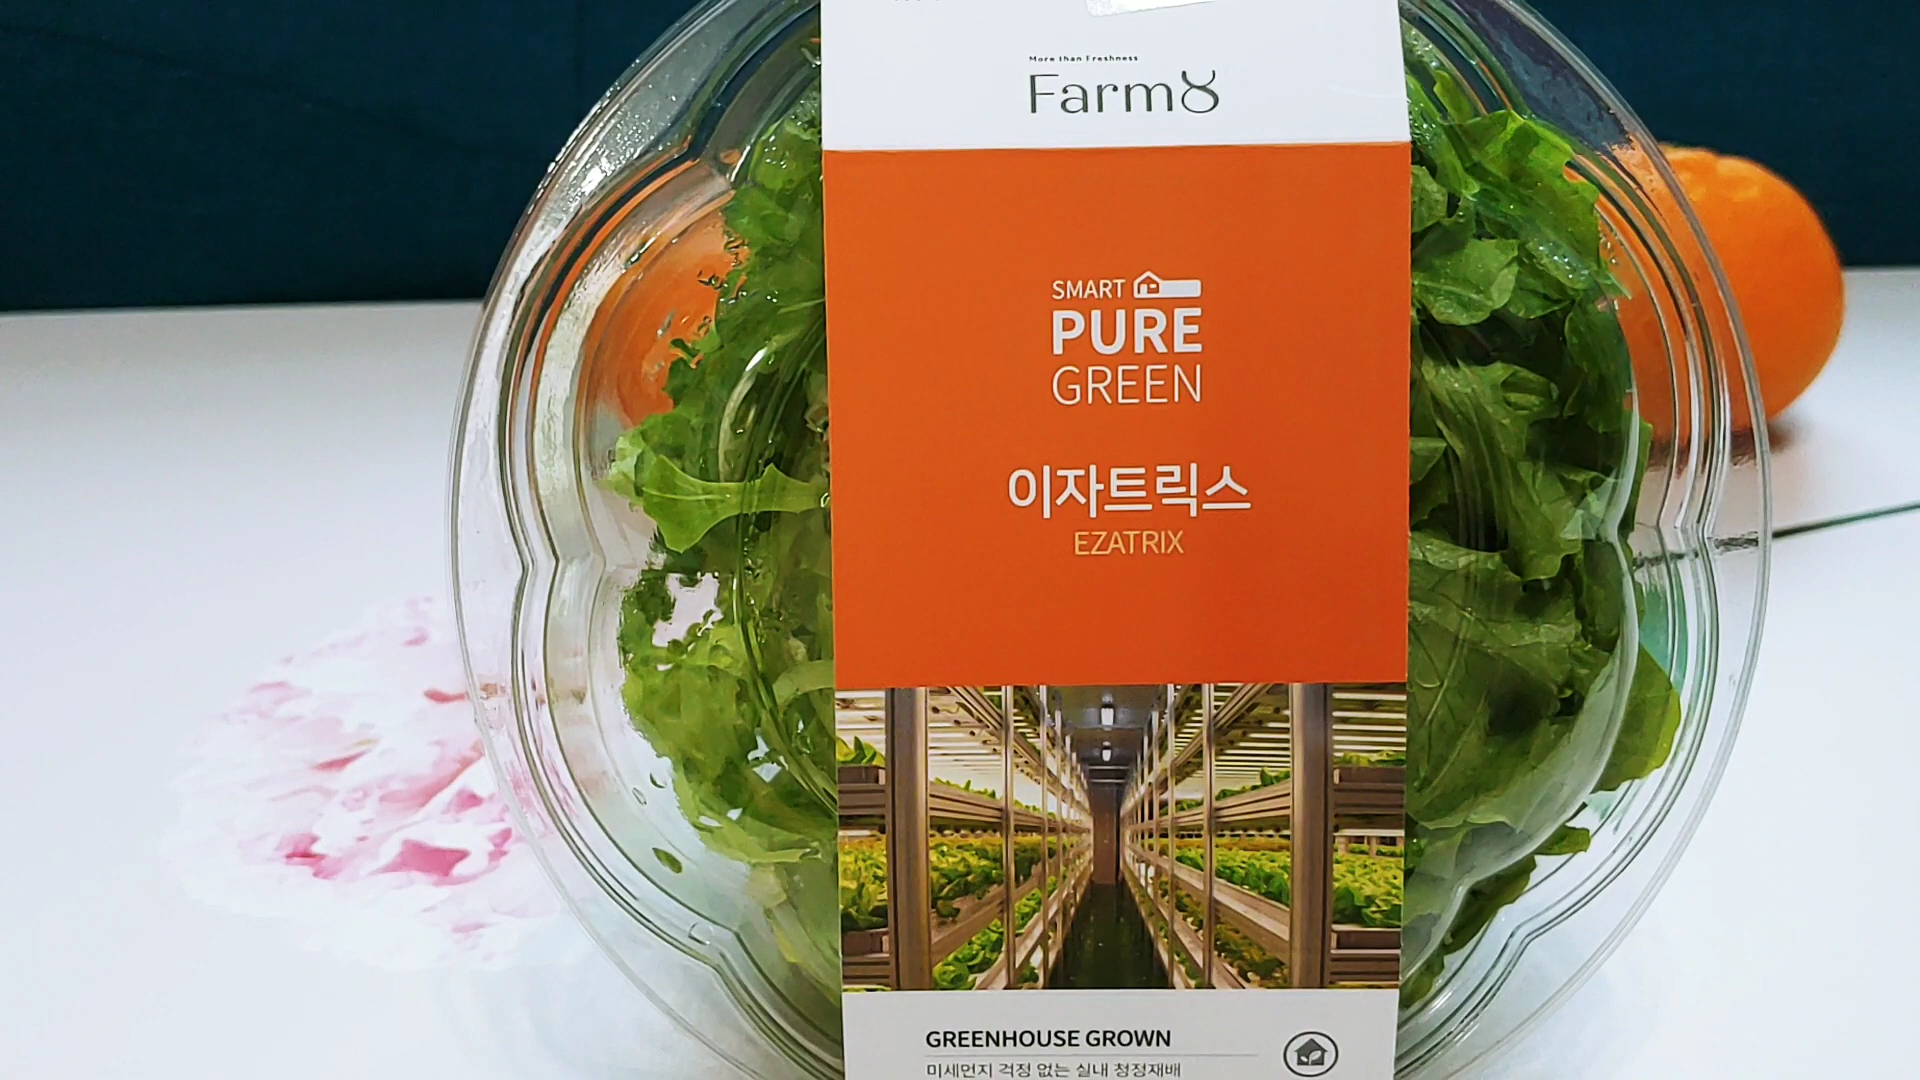 More than Freshness
Farm8
SMART
PURE
GREEN
이자트릭스
EZATRIX
GREENHOUSE GROWN
미세먼지 걱정 없는 실내 청정재배